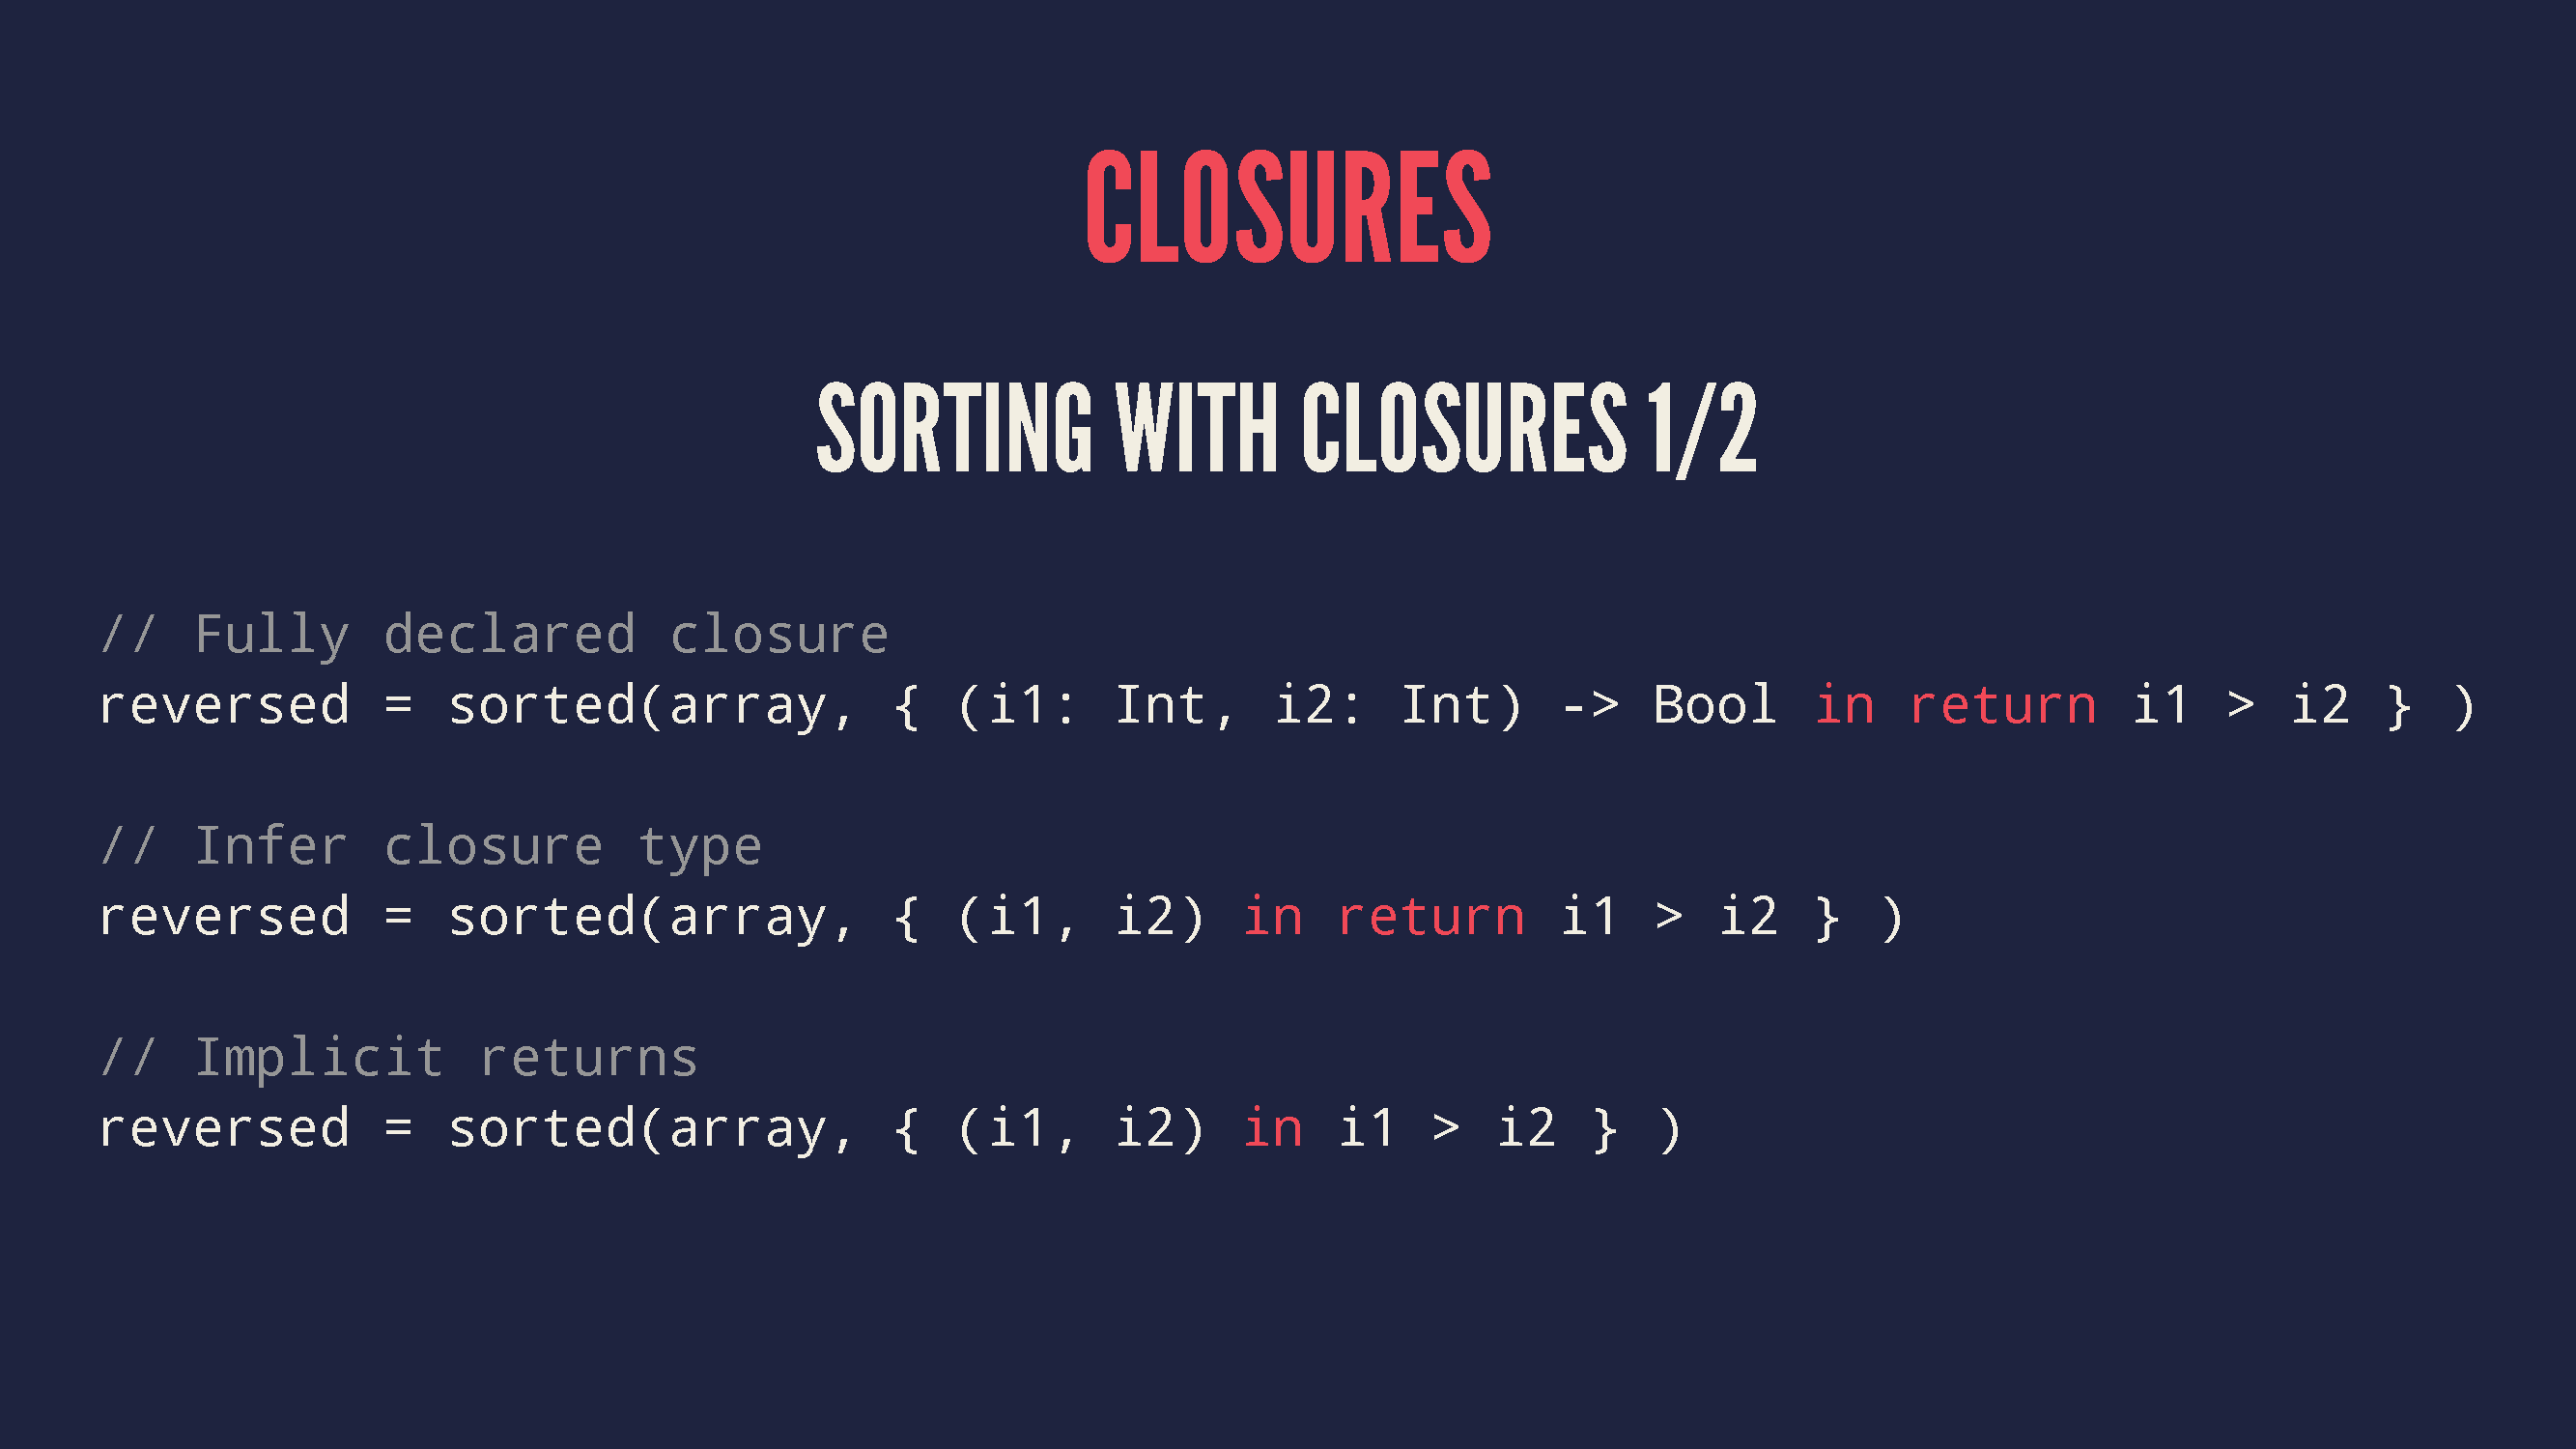 CLOSURES
SORTING WITH CLOSURES 1/2
// Fully declared closure
reversed = sorted(array, { (i1: Int, i2: Int) -> Bool in return i1 > i2 } )
// Infer closure type
reversed = sorted(array, { (i1, i2) in return i1 > i2 } )
// Implicit returns
reversed = sorted(array, { (i1, i2) in i1 > i2 } )